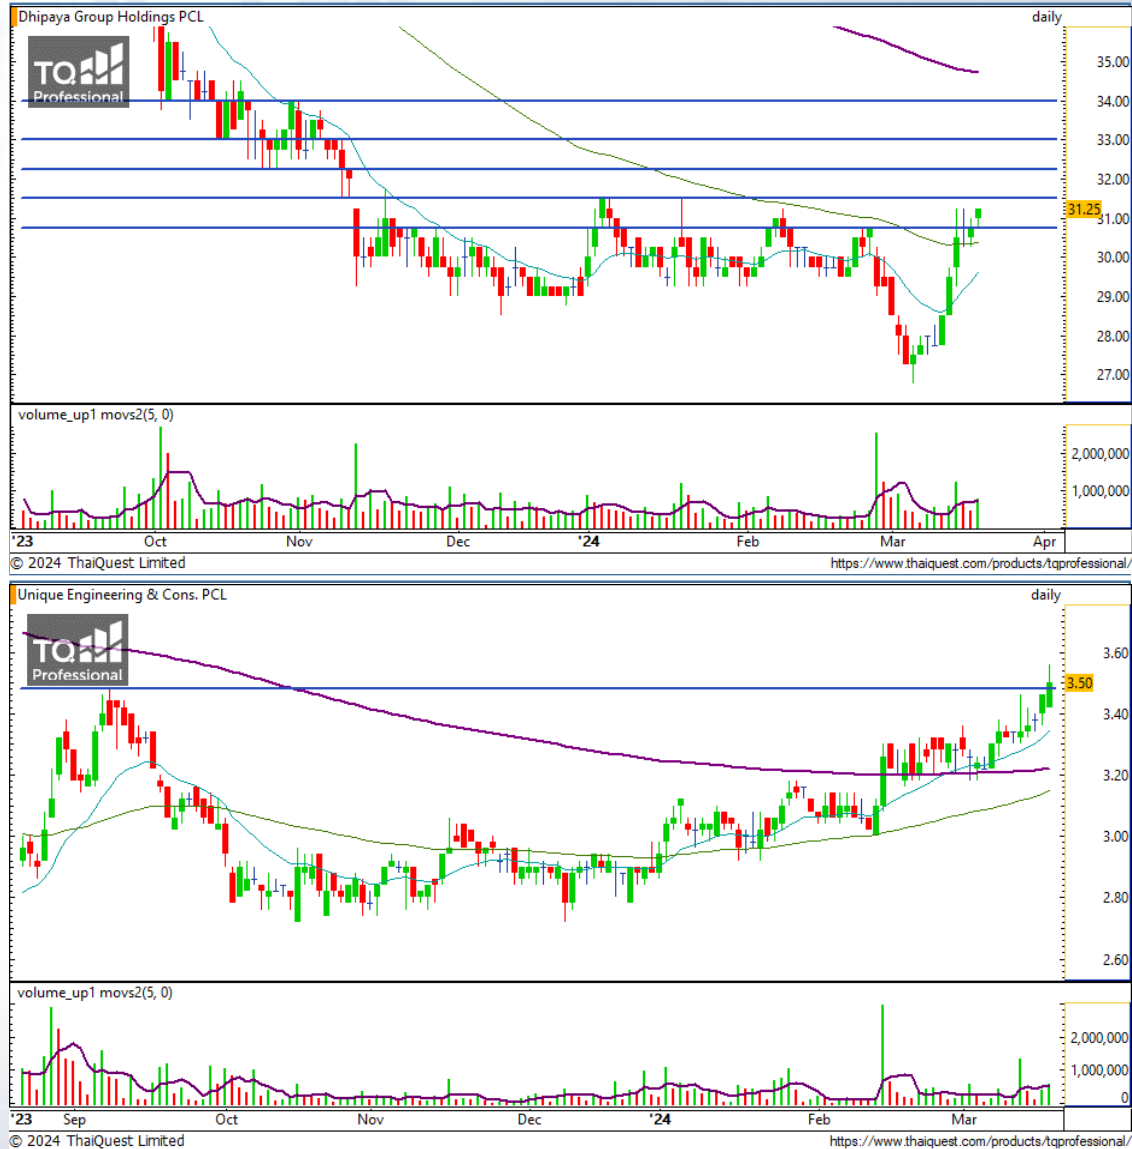 Dhipaya Group Holdings PCL daily
TQ
Professional
35.00
34.00
33.00
32.00
31.25
31.00
30.00
29.00
28.00
27.00
volume_up1 movs2(5, 0)
2,000,000
1,000,000
'23 Oct Nov Dec '24 Feb Mar Apr
© 2024 ThaiQuest Limited https://www.thaiquest.com/products/tqprofessional/
Unique Engineering & Cons. PCL daily
TQ
Professional
3.60
3.50
3.40
3.20
3.00
2.80
2.60
volume_up1 movs2(5, 0)
2,000,000
1,000,000
0
'23 Sep Oct Nov Dec '24 Feb Mar
© 2024 ThaiQuest Limited https://www.thaiquest.com/products/tqprofessional/